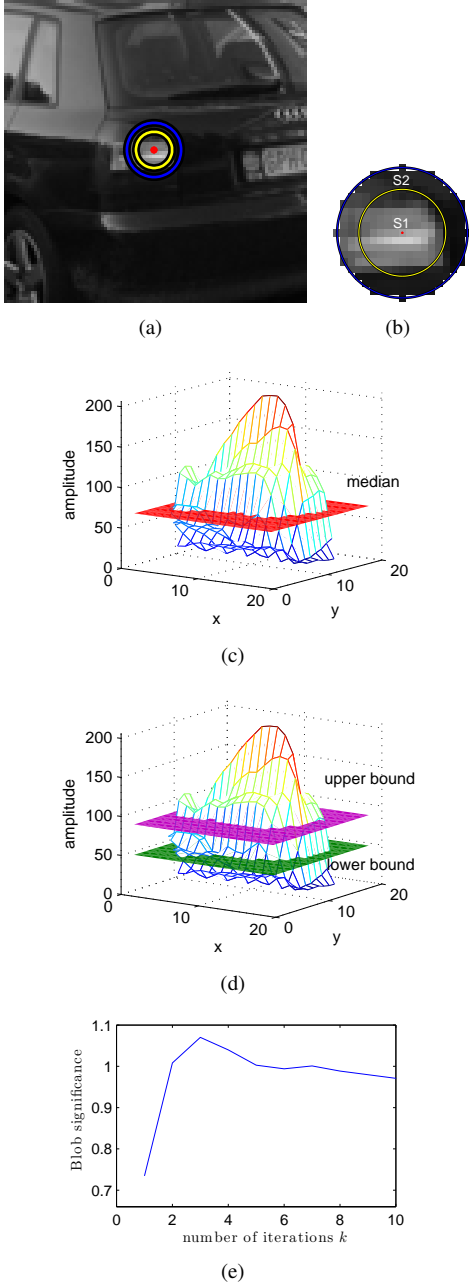 (a)
S2
S1
(b)
200
150
100
50
0
amplitude
median
0
10
20
x
0
10
20
y
(c)
200
150
100
50
0
amplitude
upper bound
lower bound
0
10
20
x
0
10
20
y
(d)
1.1
1
0.9
0.8
0.7
Blob significance
0 2 4 6 8 10
number of iterations k
(e)